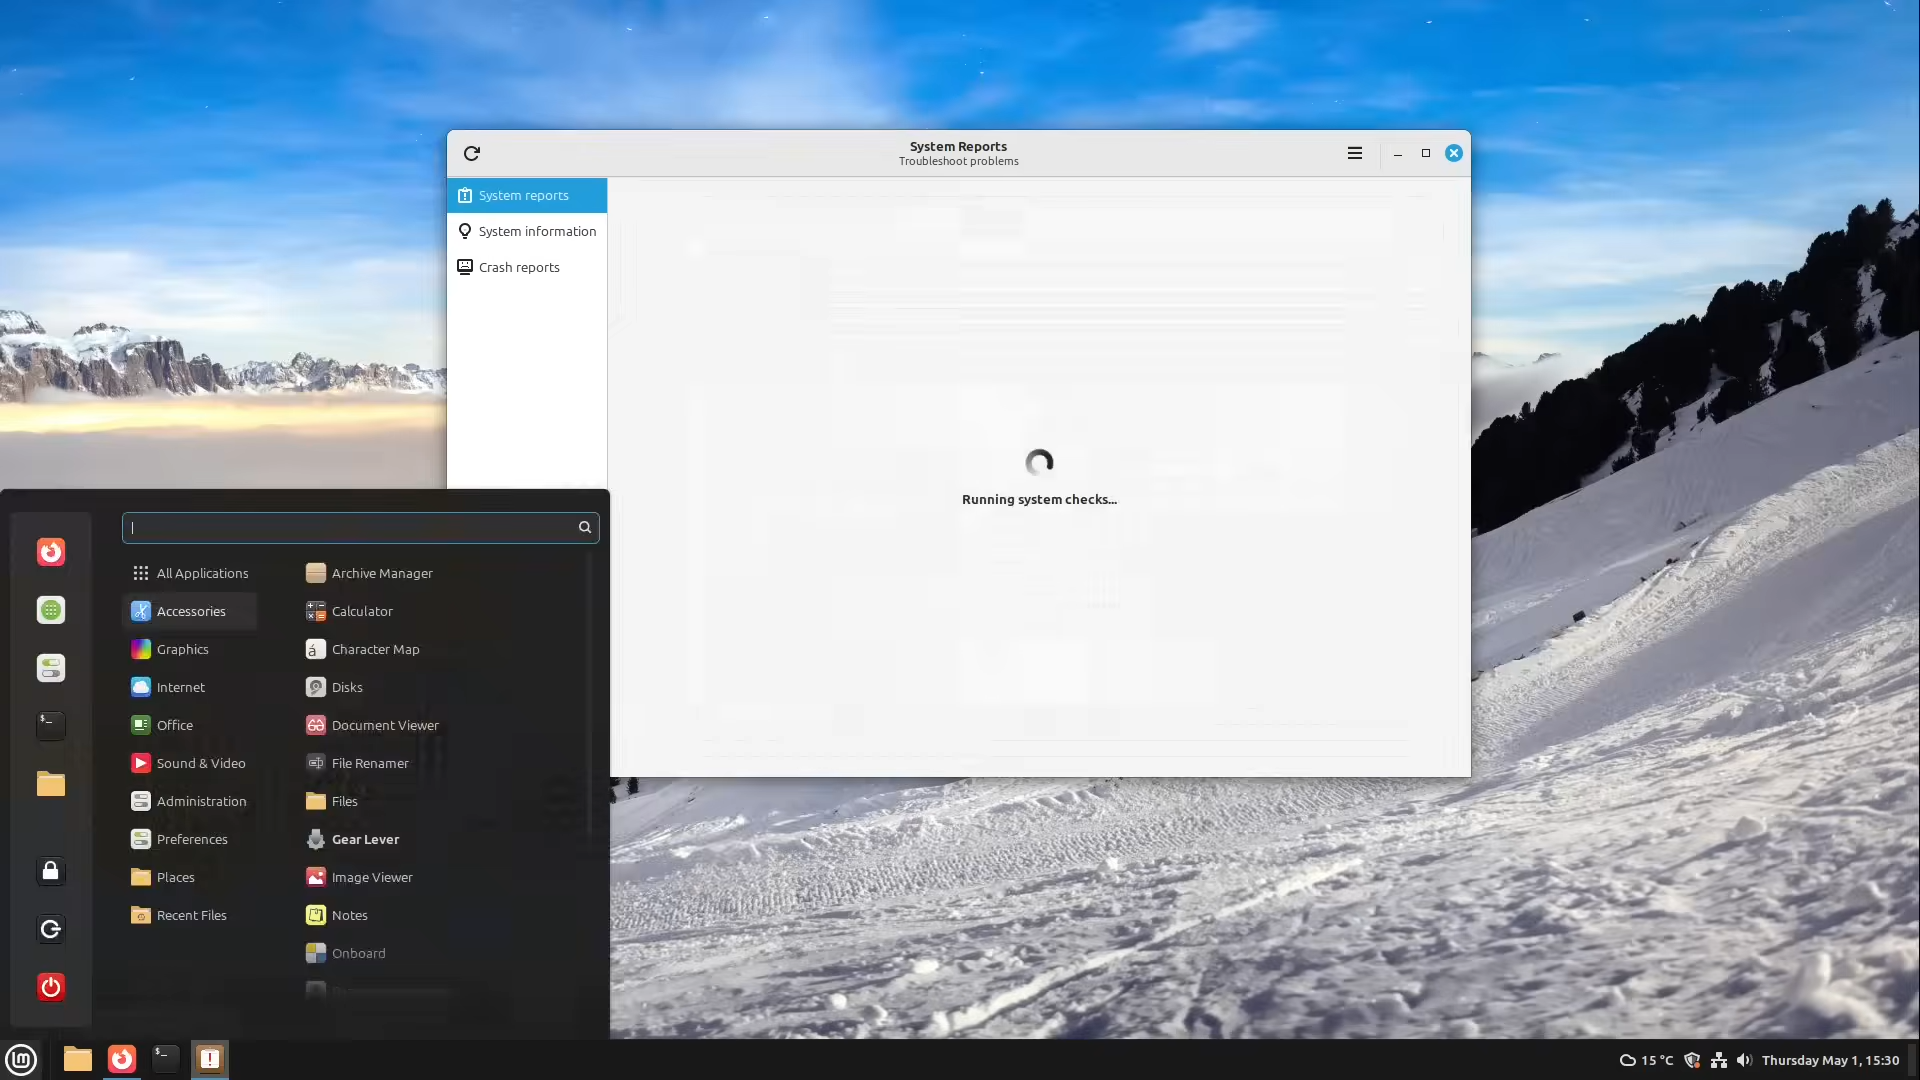 System Reports
Troubleshoot problems
System reports
System information
Crash reports
Running system checks...
All Applications
Accessories
Graphics
Internet
Office
Sound & Video
Administration
Preferences
Places
Recent Files
Archive Manager
Calculator
Character Map
Disks
Document Viewer
File Renamer
Files
Gear Lever
Image Viewer
Notes
Onboard
15 °C
Thursday May 1, 15:30